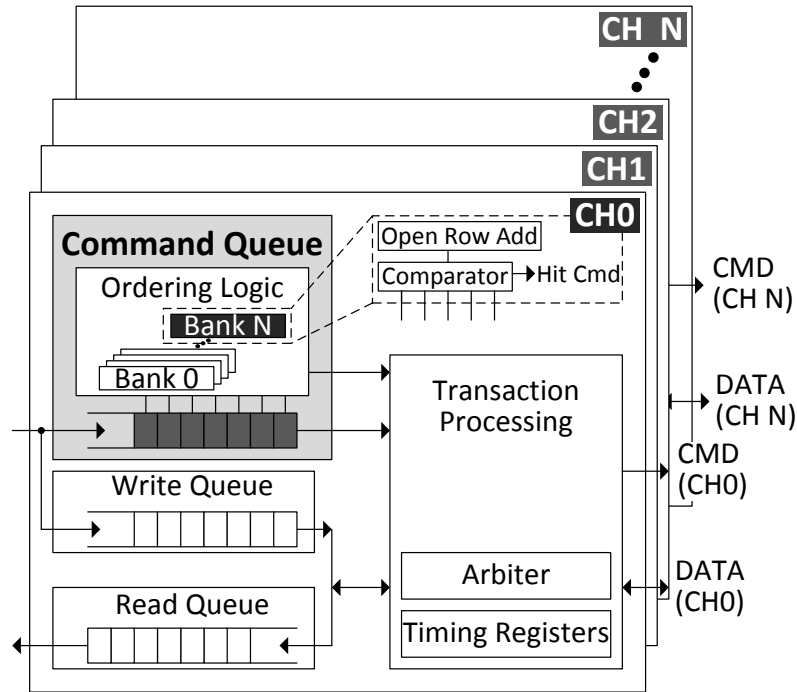 CH N
CH2
CH1
CH0
Command Queue
Ordering Logic
Bank N
Bank 0
Open Row Add
Comparator
Hit Cmd
CMD
(CH N)
DATA
(CH N)
Transaction
Processing
CMD
(CH0)
Write Queue
Arbiter
DATA
(CH0)
Read Queue
Timing Registers